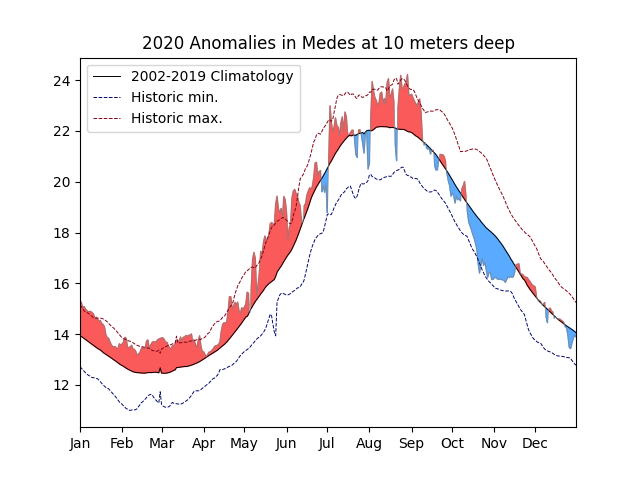 2020 Anomalies in Medes at 10 meters deep
2002-2019 Climatology
Historic min.
Historic max.
24
22
20
18
16
14
12
Jan Feb Mar Apr May Jun Jul Aug Sep Oct Nov Dec